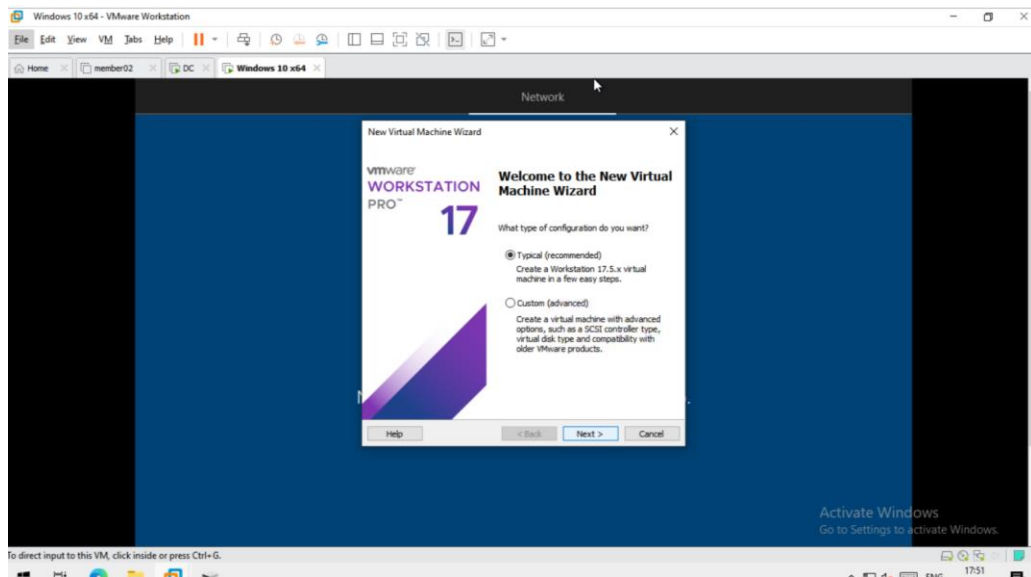 Windows 10 x64 - VMware Workstation
File Edit View VM Tabs Help
Home member02 DC Windows 10 x64
Network
New Virtual Machine Wizard
vmware
WORKSTATION
PRO™
17
Welcome to the New Virtual
Machine Wizard
What type of configuration do you want?
Typical (recommended)
Create a Workstation 17.5.x virtual
machine in a few easy steps.
Custom (advanced)
Create a virtual machine with advanced
options, such as a SCSI controller type,
virtual disk type and compatibility with
older VMware products.
Help < Back Next > Cancel
Activate Windows
Go to Settings to activate Windows.
To direct input to this VM, click inside or press Ctrl+G.
ENG 17:51